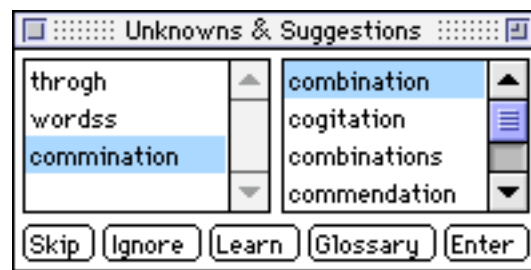 Unknowns & Suggestions
throgh
wordss
commination
combination
cogitation
combinations
commendation
Skip Ignore Learn Glossary Enter